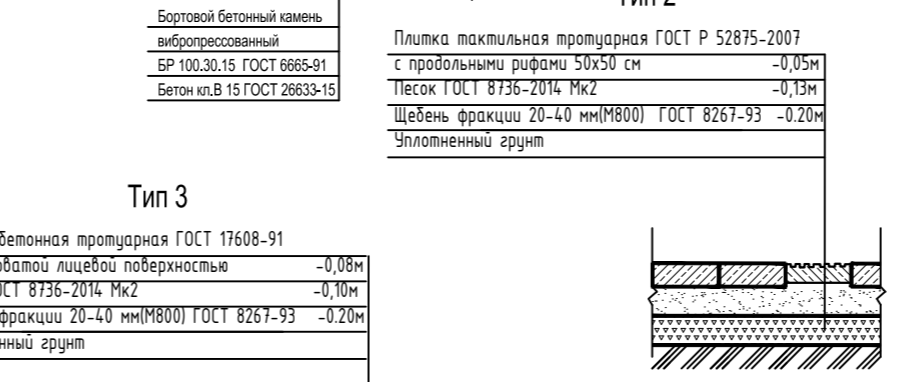 Бортовой бетонный камень
вибропрессованный
БР 100.30.15 ГОСТ 6665-91
Бетон кл.В 15 ГОСТ 26633-15
Плитка тактильная тротуарная ГОСТ Р 52875-2007
с продольными рифами 50х50 см -0,05м
Песок ГОСТ 8736-2014 Мк2 -0,13м
Щебень фракции 20-40 мм(М800) ГОСТ 8267-93 -0.20м
Уплотненный грунт
Тип 3
бетонная тротуарная ГОСТ 17608-91
лицевой поверхностью -0,08м
8736-2014 Мк2 -0,10м
фракции 20-40 мм(М800) ГОСТ 8267-93 -0.20м
грунт